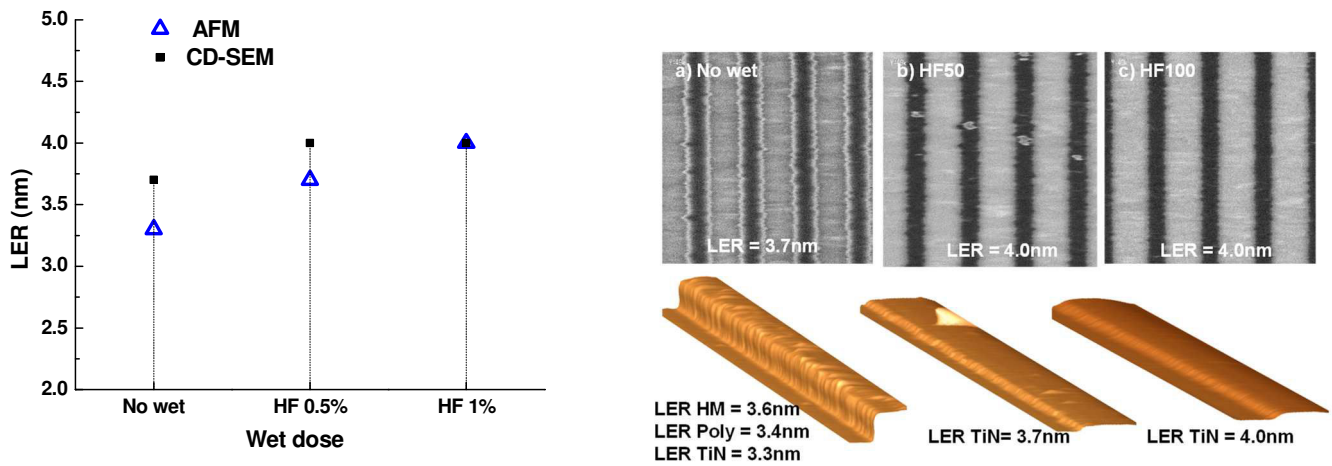 AFM
CD-SEM
5.0
4.5
4.0
3.5
3.0
2.5
2.0
LER (nm)
No wet
HF 0.5%
HF 1%
Wet dose
a) No wet
b) HF50
c) HF100
LER = 3.7nm
LER = 4.0nm
LER = 4.0nm
LER HM = 3.6nm
LER Poly = 3.4nm
LER TiN = 3.3nm
LER TiN= 3.7nm
LER TiN = 4.0nm